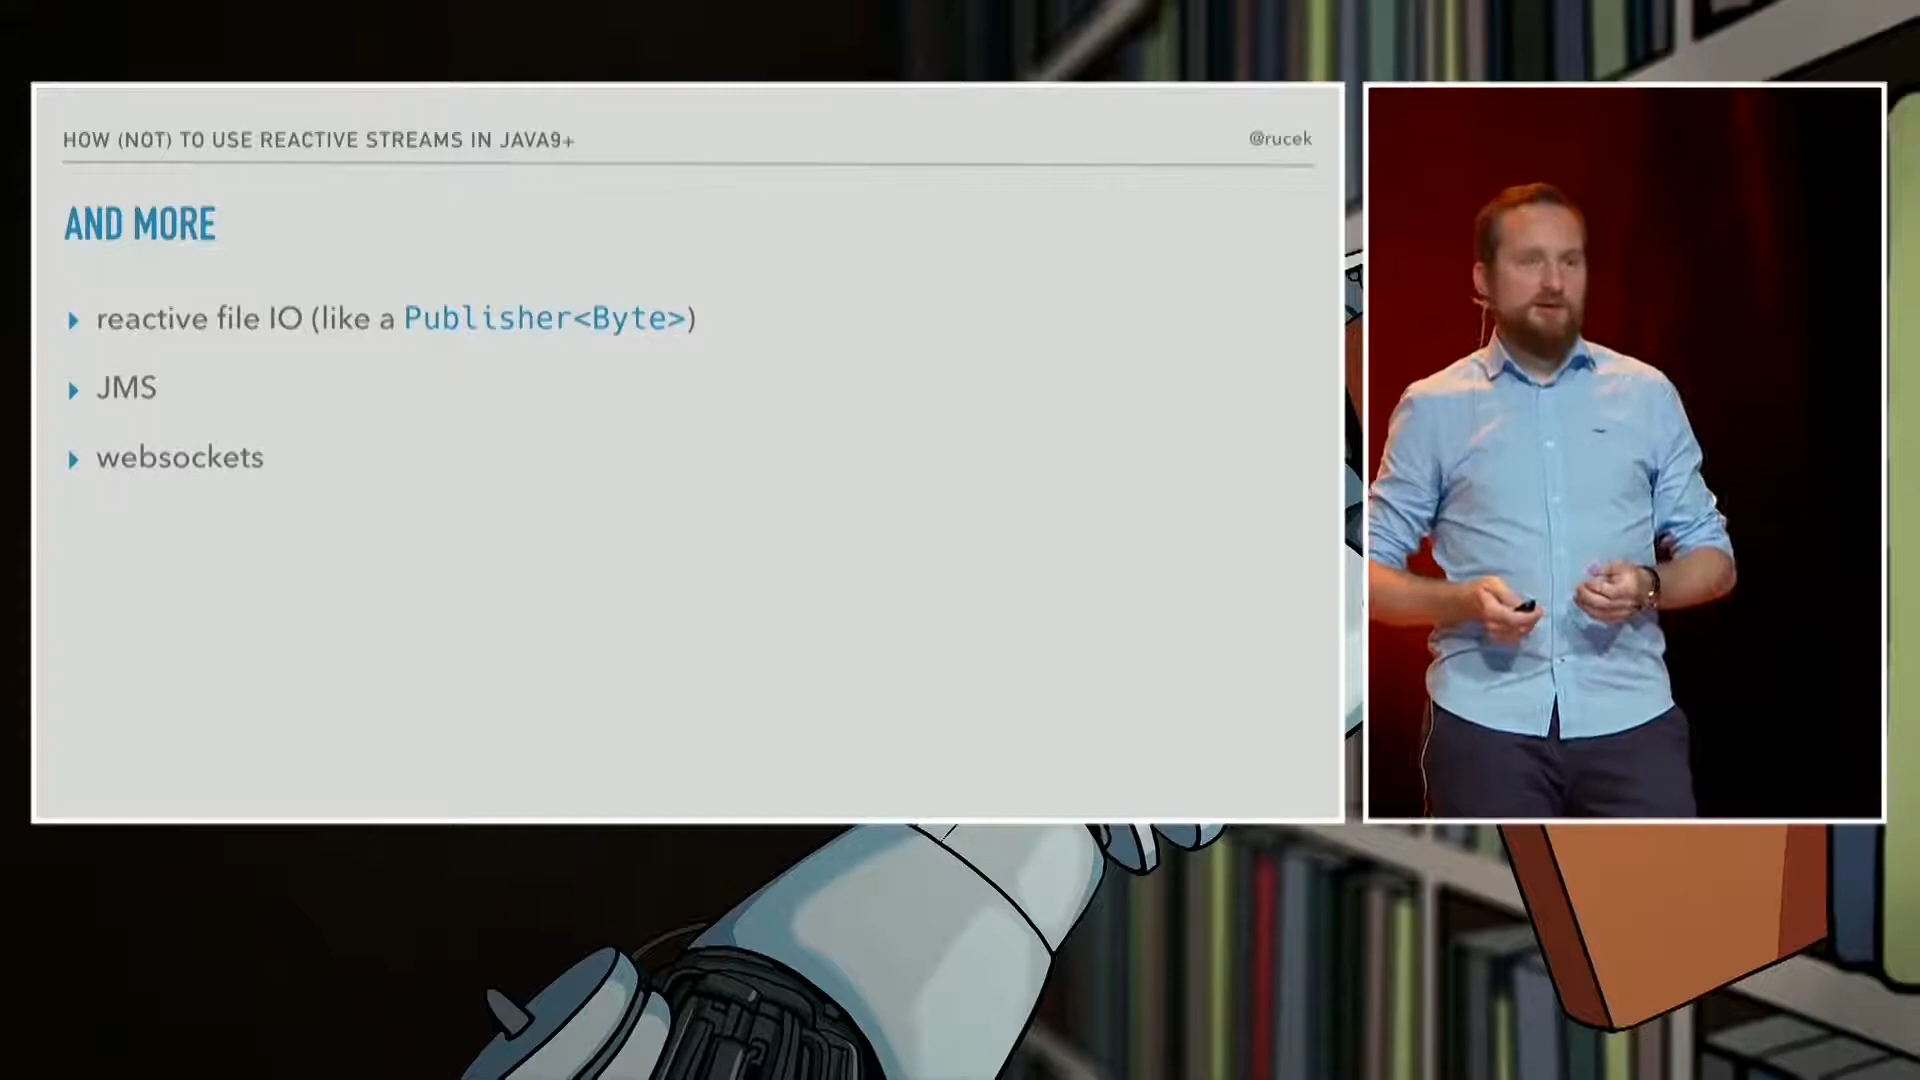 HOW (NOT) TO USE REACTIVE STREAMS IN JAVA9+
@rucek
AND MORE
reactive file IO (like a Publisher<Byte>)
JMS
websockets